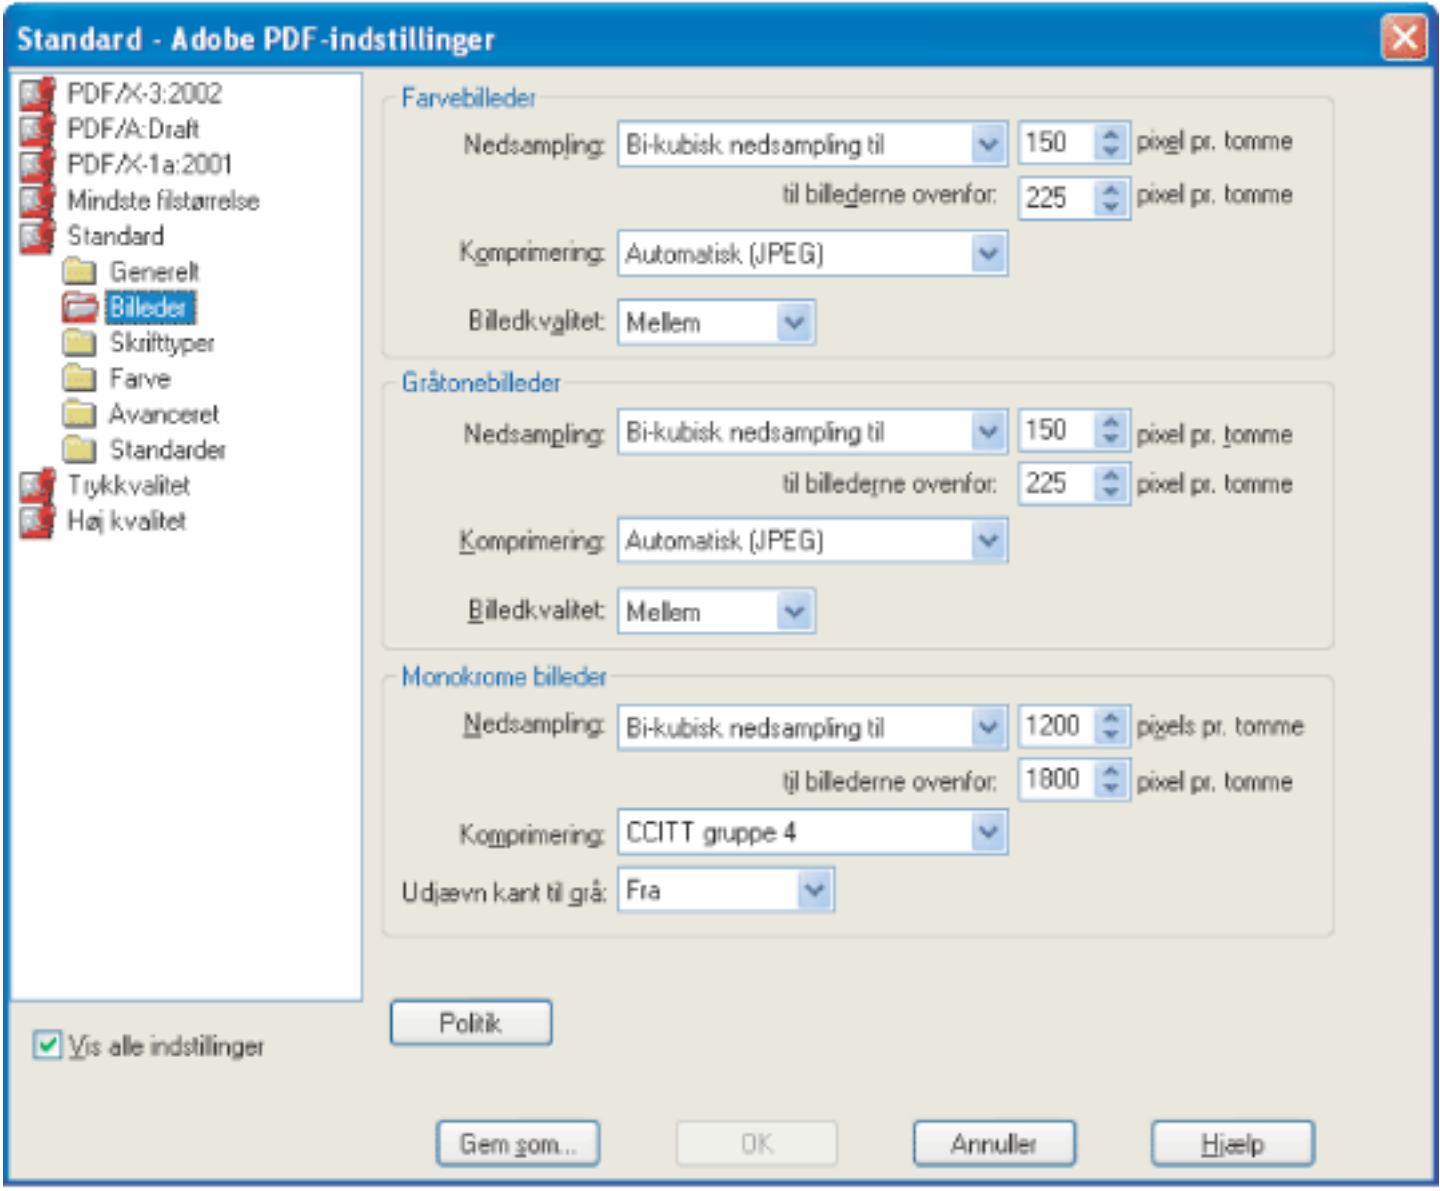 Standard - Adobe PDF-indstillinger
PDF/X-3:2002
PDF/A:Draft
PDF/X-1a:2001
Mindste filstørrelse
Standard
Generelt
Billeder
Skrifttyper
Farve
Avanceret
Standarder
Trykkvalitet
Høj kvalitet
Vis alle indstillinger
Farvebilleder
Nedsampling: Bi-kubisk nedsampling til 150 pixel pr. tomme
til billederne ovenfor: 225 pixel pr. tomme
Komprimering: Automatisk (JPEG)
Billedkvalitet: Mellem
Gråtonebilleder
Nedsampling: Bi-kubisk nedsampling til 150 pixel pr. tomme
til billederne ovenfor: 225 pixel pr. tomme
Komprimering: Automatisk (JPEG)
Billedkvalitet: Mellem
Monokrome billeder
Nedsampling: Bi-kubisk nedsampling til 1200 pixels pr. tomme
til billederne ovenfor: 1800 pixel pr. tomme
Komprimering: CCITT gruppe 4
Udjævn kant til grå: Fra
Politik
Gem som... OK Annuller Hjælp